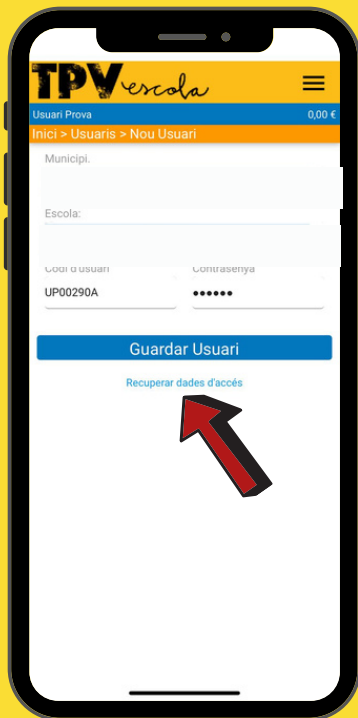 TPV escola
Usuari Prova 0,00 €
Inici > Usuaris > Nou Usuari
Municipi.
Escola:
Codi d'usuari Contrasenya
UP00290A ••••••
Guardar Usuari
Recuperar dades d'accés